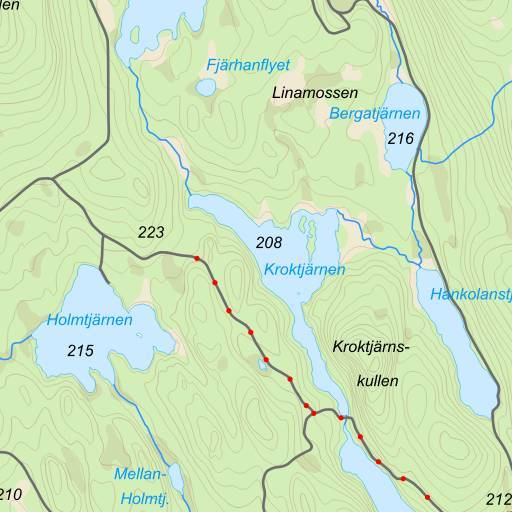 len
Fjärhanflyet
Linamossen
Bergatjärnen
216
223
208
Kroktjärnen
Hankolanstj
Holmtjärnen
215
Kroktjärns-
kullen
Mellan-
Holmtj.
210
212